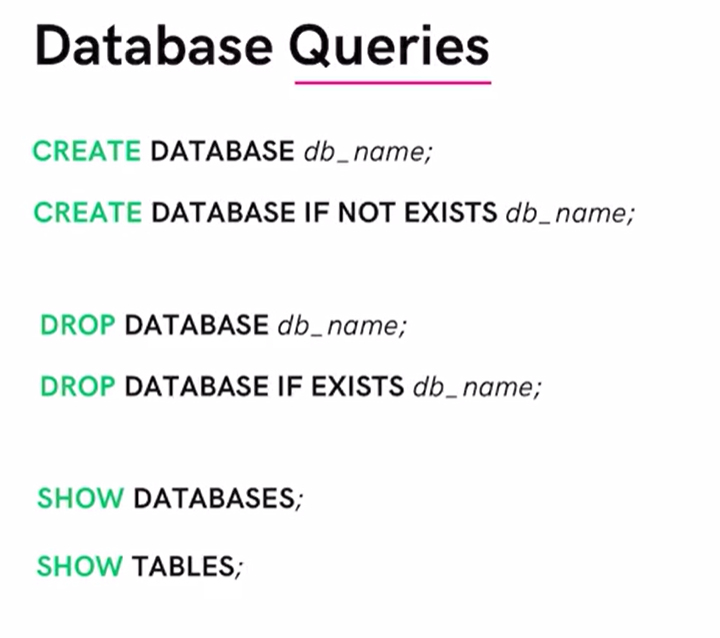 Database Queries
CREATE DATABASE db_name;
CREATE DATABASE IF NOT EXISTS db_name;
DROP DATABASE db_name;
DROP DATABASE IF EXISTS db_name;
SHOW DATABASES;
SHOW TABLES;